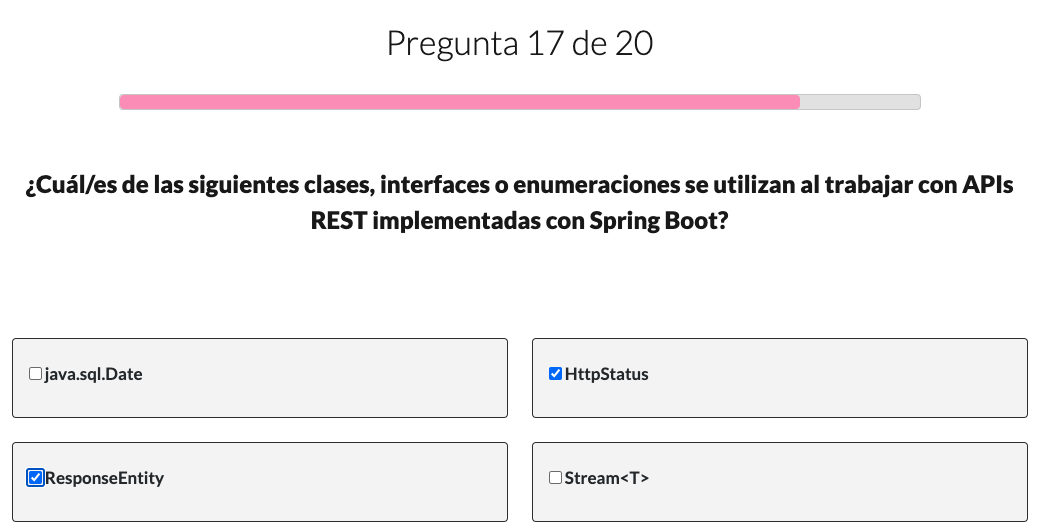 Pregunta 17 de 20
¿Cuál/es de las siguientes clases, interfaces o enumeraciones se utilizan al trabajar con APIs
REST implementadas con Spring Boot?
java.sql.Date
HttpStatus
ResponseEntity
Stream<T>